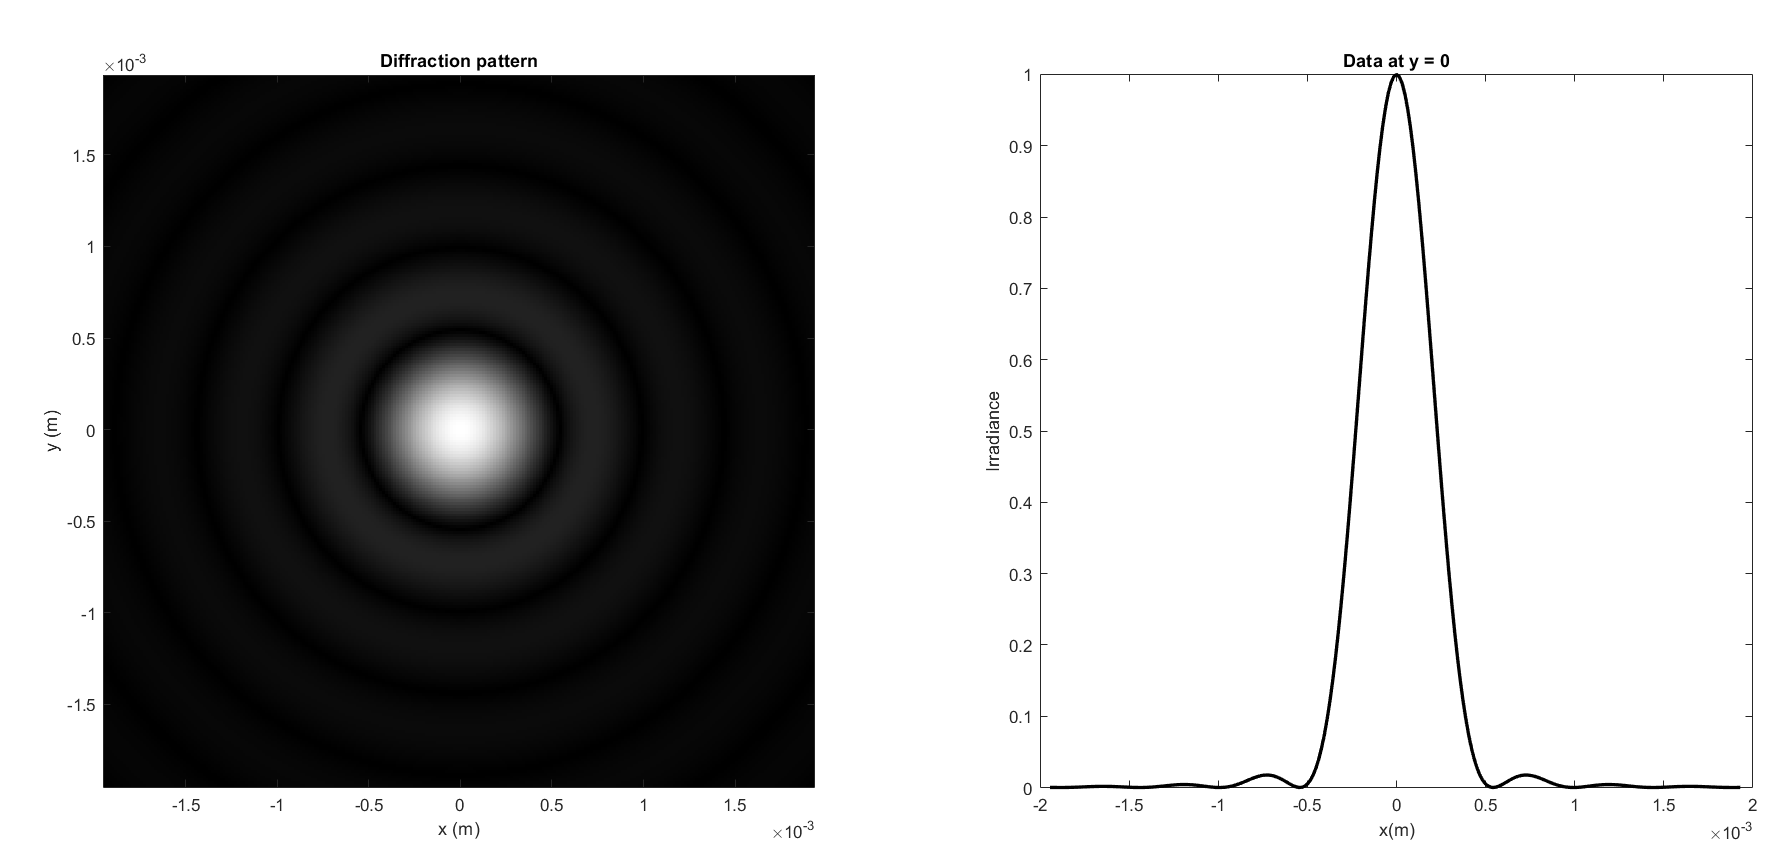 Diffraction pattern
×10-3
1.5
1
0.5
0
-0.5
-1
-1.5
y (m)
-1.5 -1 -0.5 0 0.5 1 1.5
x (m)
×10-3
Data at y = 0
1
0.9
0.8
0.7
0.6
0.5
0.4
0.3
0.2
0.1
0
Irradiance
-2 -1.5 -1 -0.5 0 0.5 1 1.5 2
x(m)
×10-3